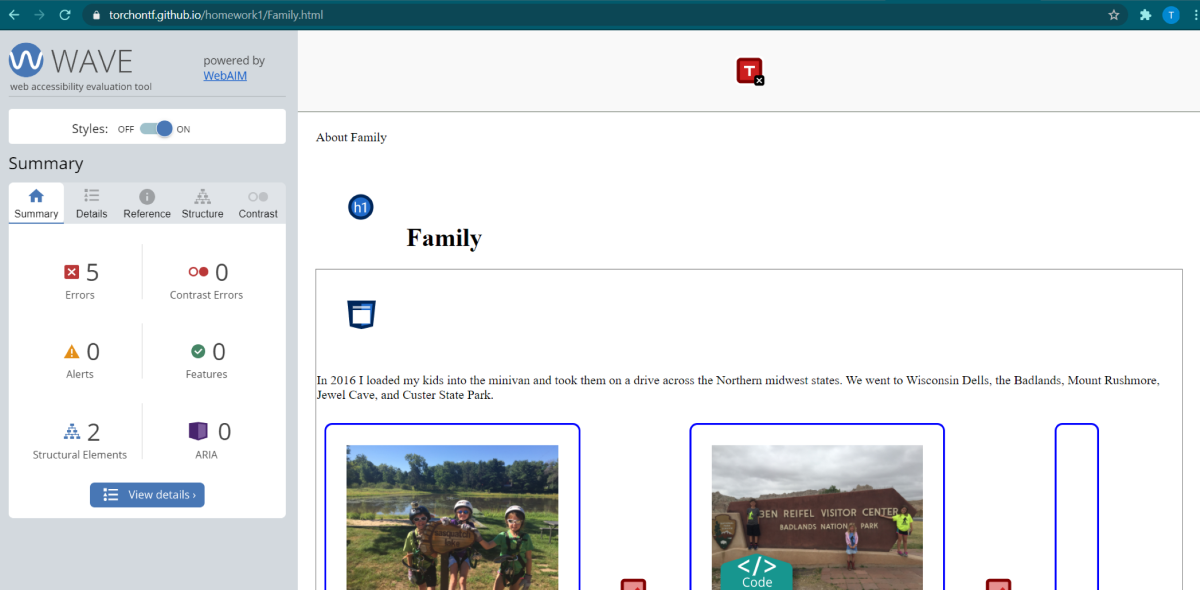 torchontf.github.io/homework1/Family.html
T
WAVE
web accessibility evaluation tool
powered by
WebAIM
Styles: OFF ON
Summary
Summary Details Reference Structure Contrast
5 0
Errors Contrast Errors
0 0
Alerts Features
2 0
Structural Elements ARIA
View details ›
T
About Family
h1
Family
In 2016 I loaded my kids into the minivan and took them on a drive across the Northern midwest states. We went to Wisconsin Dells, the Badlands, Mount Rushmore,
Jewel Cave, and Custer State Park.
BEN REIFEL VISITOR CENTER
BADLANDS NATIONAL PARK
</>
Code